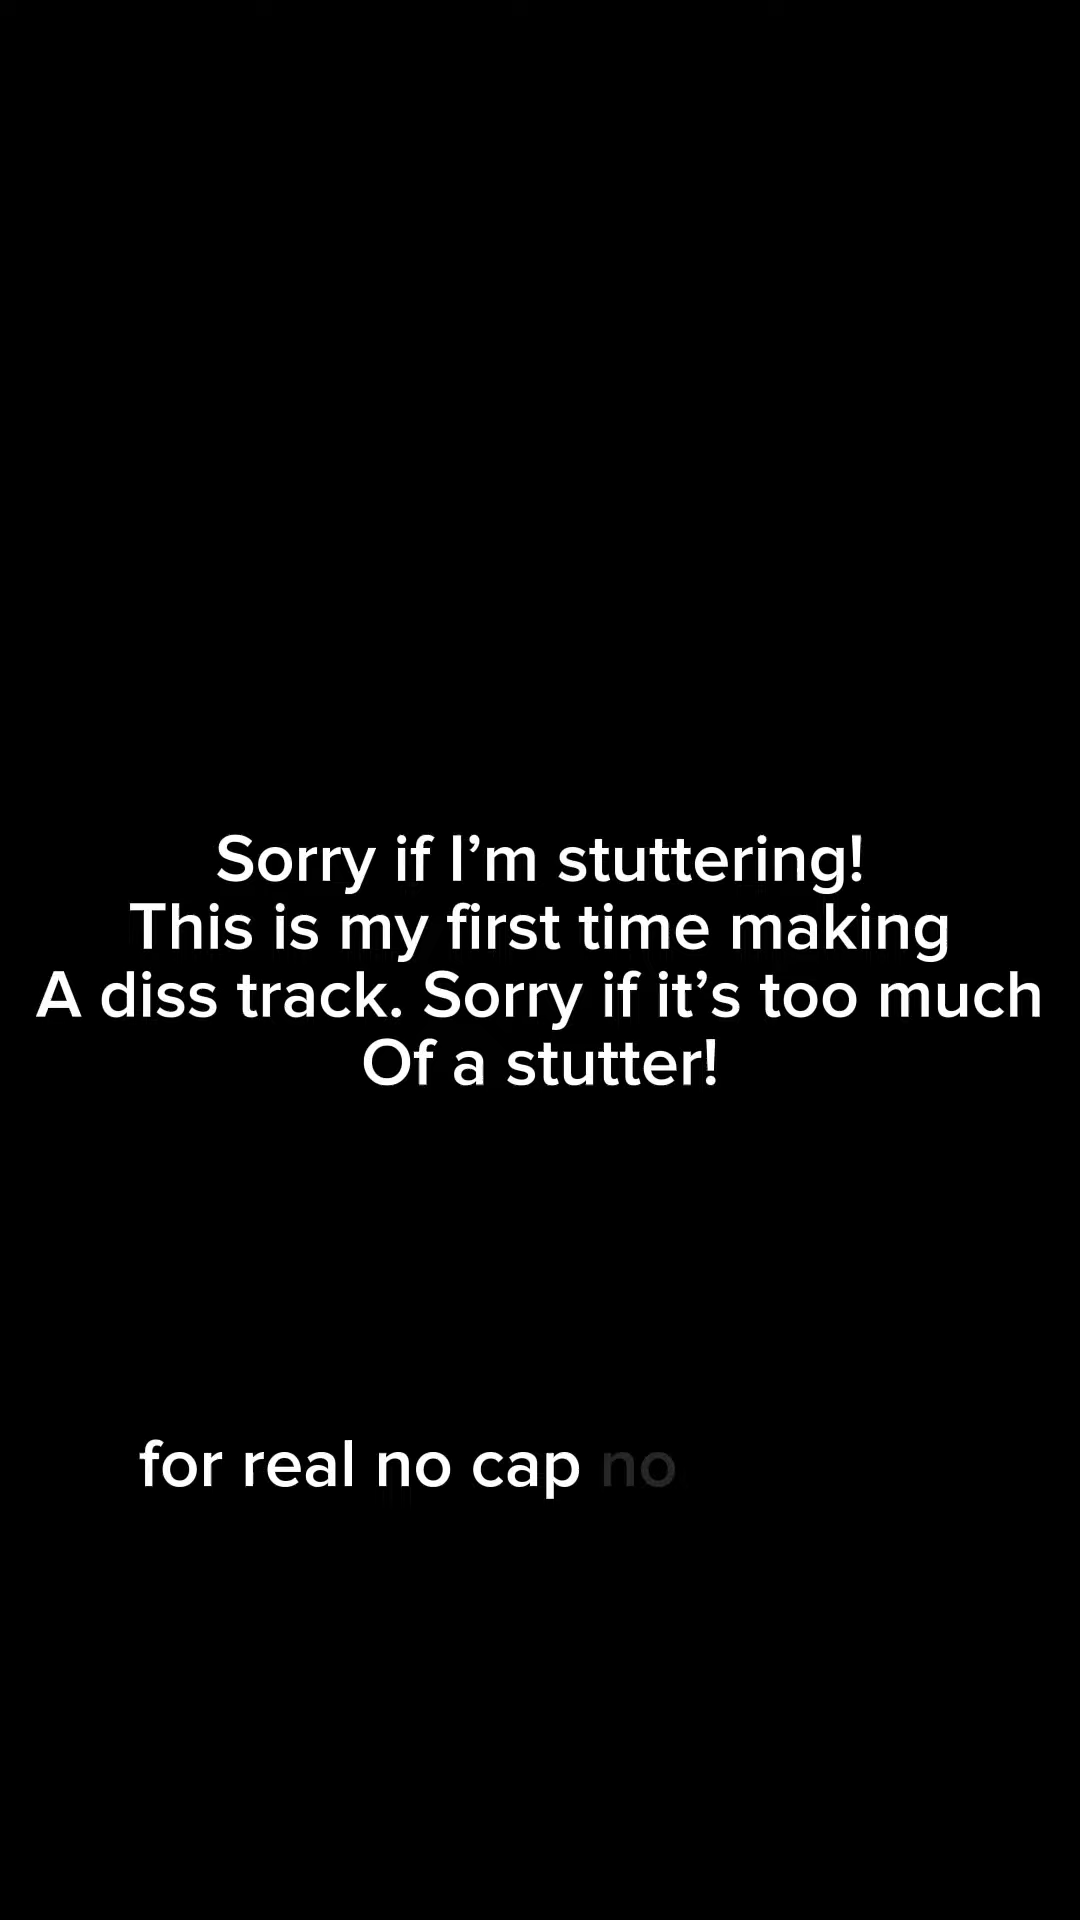 Sorry if I’m stuttering!
This is my first time making
A diss track. Sorry if it’s too much
Of a stutter!
for real no cap no